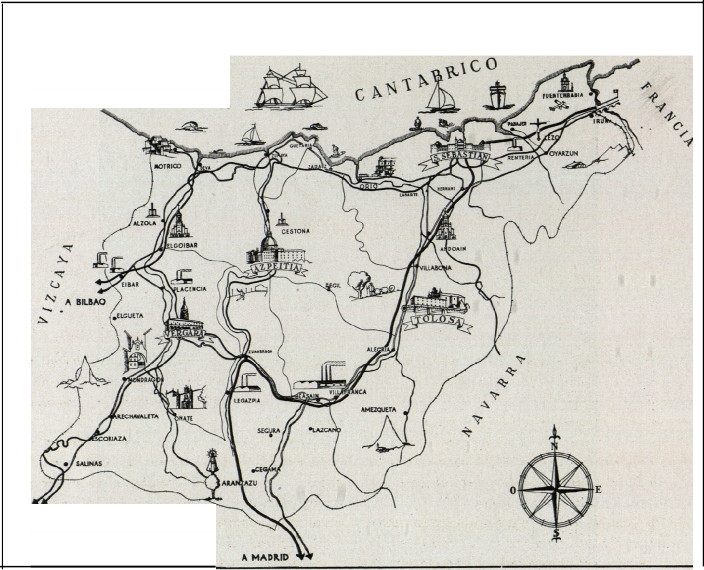 CANTABRICO
FRANCIA
FUENTERRABIA
PASAJES
IRUN
LEZO
S. SEBASTIAN
RENTERIA
OYARZUN
GUETARIA
ZARAUZ
MOTRICO
DEVA
ORIO
LASARTE
HERNANI
ALZOLA
CESTONA
ELGOIBAR
ANDOAIN
AZPEITIA
VILLABONA
VIZCAYA
EIBAR
PLACENCIA
A BILBAO
TOLOSA
ELGUETA
VERGARA
ALEGRIA
MONDRAGON
LEGAZPIA
BEASAIN
VILLAFRANCA
NAVARRA
ARECHAVALETA
OÑATE
AMEZQUETA
ESCORIAZA
SEGURA
LAZCANO
SALINAS
CEGAMA
ARANZAZU
N
O
E
S
A MADRID